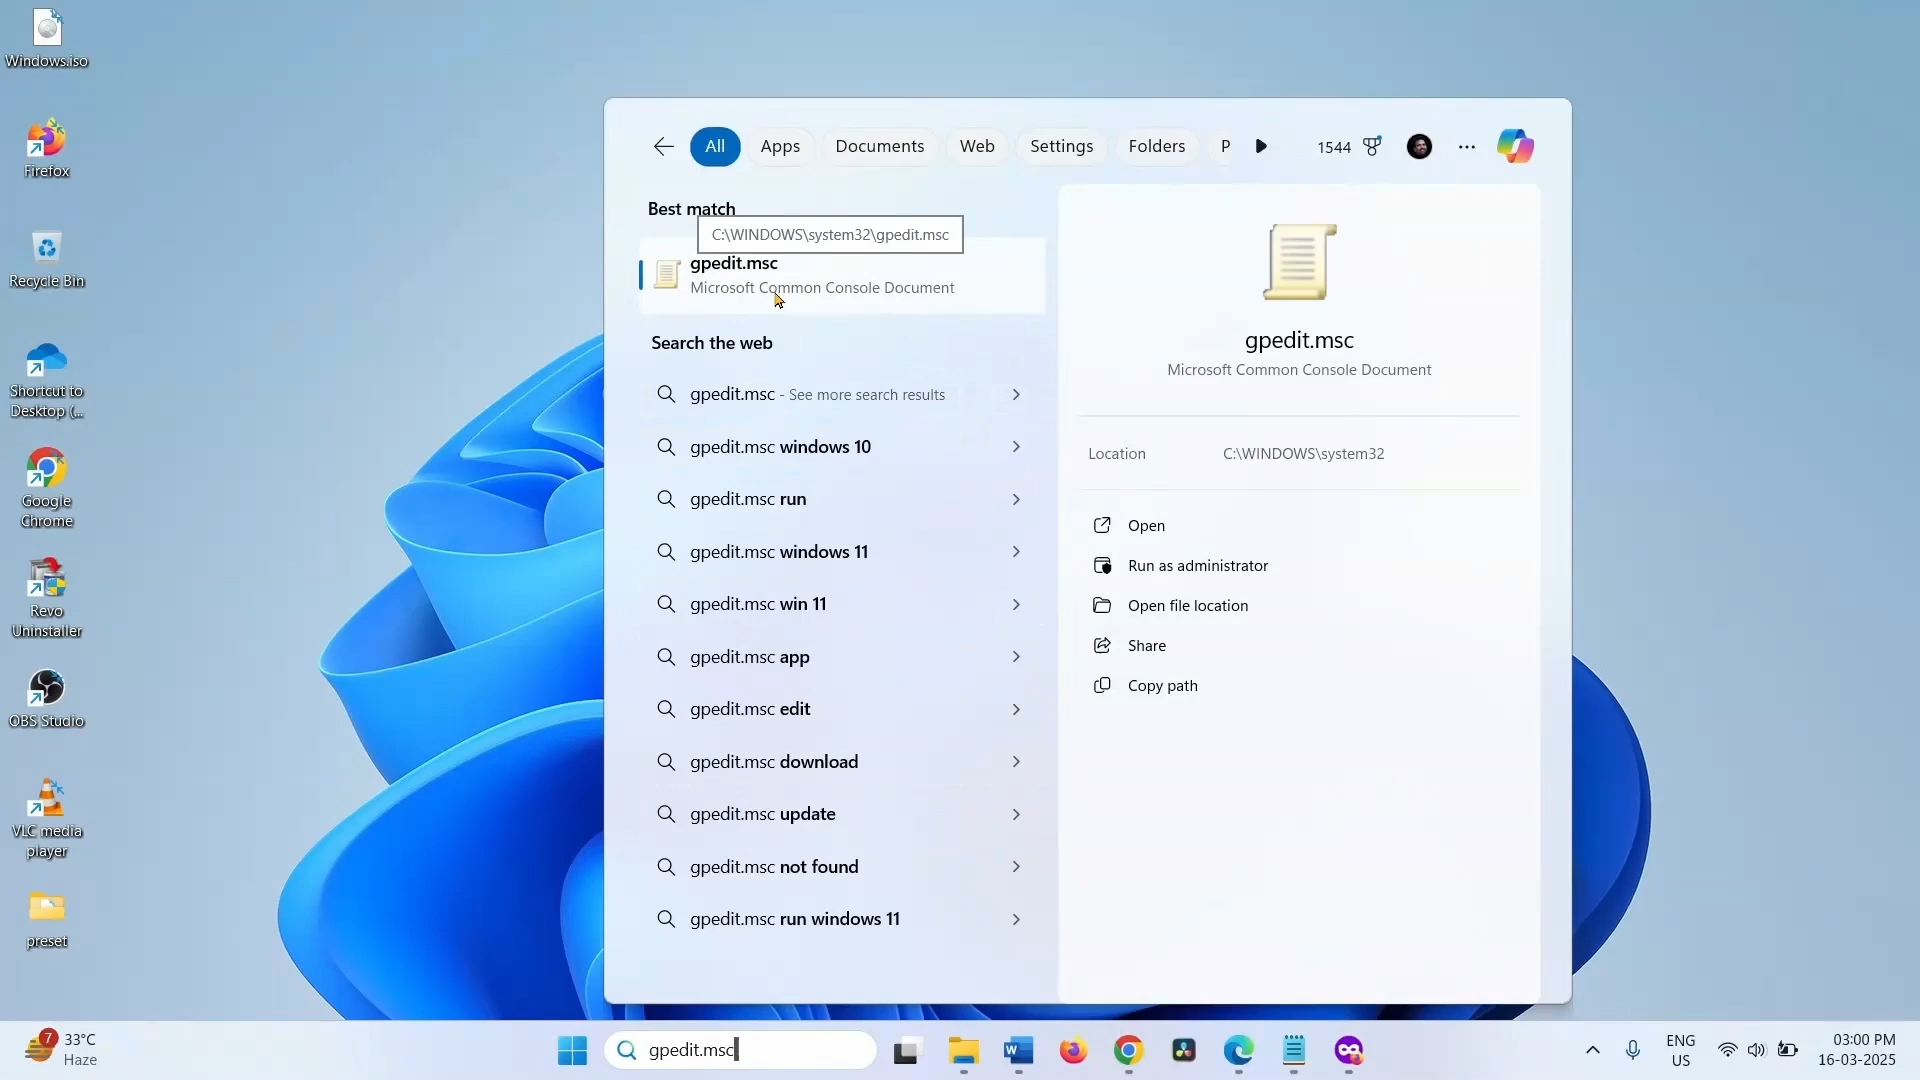 Windows.iso
Firefox
Recycle Bin
Shortcut to
Desktop (...
Google
Chrome
Revo
Uninstaller
OBS Studio
VLC media
player
preset
All
Apps
Documents
Web
Settings
Folders
P
1544
Best match
C:\WINDOWS\system32\gpedit.msc
gpedit.msc
Microsoft Common Console Document
Search the web
gpedit.msc - See more search results
gpedit.msc windows 10
gpedit.msc run
gpedit.msc windows 11
gpedit.msc win 11
gpedit.msc app
gpedit.msc edit
gpedit.msc download
gpedit.msc update
gpedit.msc not found
gpedit.msc run windows 11
gpedit.msc
Microsoft Common Console Document
Location C:\WINDOWS\system32
Open
Run as administrator
Open file location
Share
Copy path
7
33°C
Haze
gpedit.msc
W
ENG
US
03:00 PM
16-03-2025